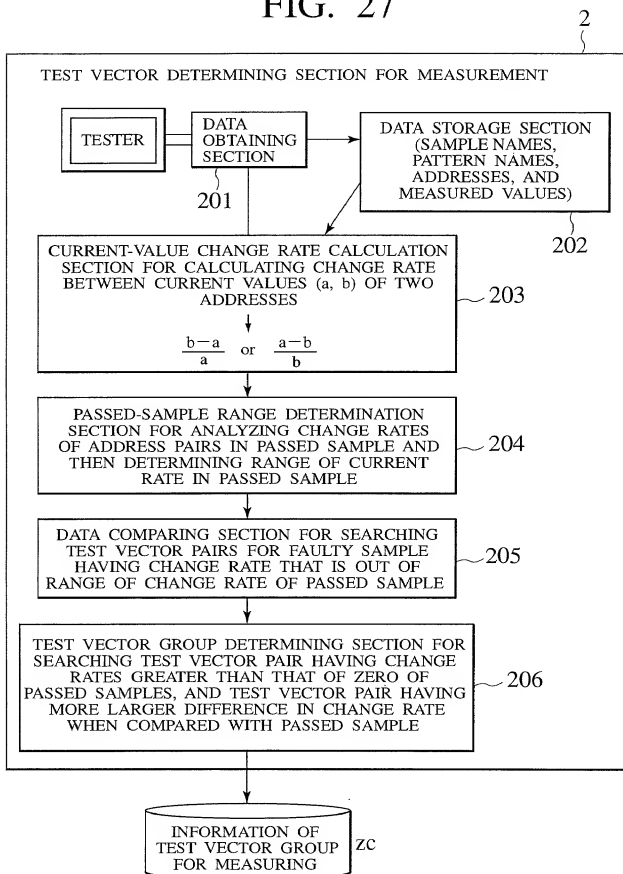 FIG. 27
2
TEST VECTOR DETERMINING SECTION FOR MEASUREMENT
TESTER
DATA
OBTAINING
SECTION
201
DATA STORAGE SECTION
(SAMPLE NAMES,
PATTERN NAMES,
ADDRESSES, AND
MEASURED VALUES)
202
CURRENT-VALUE CHANGE RATE CALCULATION
SECTION FOR CALCULATING CHANGE RATE
BETWEEN CURRENT VALUES (a, b) OF TWO
ADDRESSES
b-a
a
or
a-b
b
203
PASSED-SAMPLE RANGE DETERMINATION
SECTION FOR ANALYZING CHANGE RATES
OF ADDRESS PAIRS IN PASSED SAMPLE AND
THEN DETERMINING RANGE OF CURRENT
RATE IN PASSED SAMPLE
204
DATA COMPARING SECTION FOR SEARCHING
TEST VECTOR PAIRS FOR FAULTY SAMPLE
HAVING CHANGE RATE THAT IS OUT OF
RANGE OF CHANGE RATE OF PASSED SAMPLE
205
TEST VECTOR GROUP DETERMINING SECTION FOR
SEARCHING TEST VECTOR PAIR HAVING CHANGE
RATES GREATER THAN THAT OF ZERO OF
PASSED SAMPLES, AND TEST VECTOR PAIR HAVING
MORE LARGER DIFFERENCE IN CHANGE RATE
WHEN COMPARED WITH PASSED SAMPLE
206
INFORMATION OF
TEST VECTOR GROUP
FOR MEASURING
zc